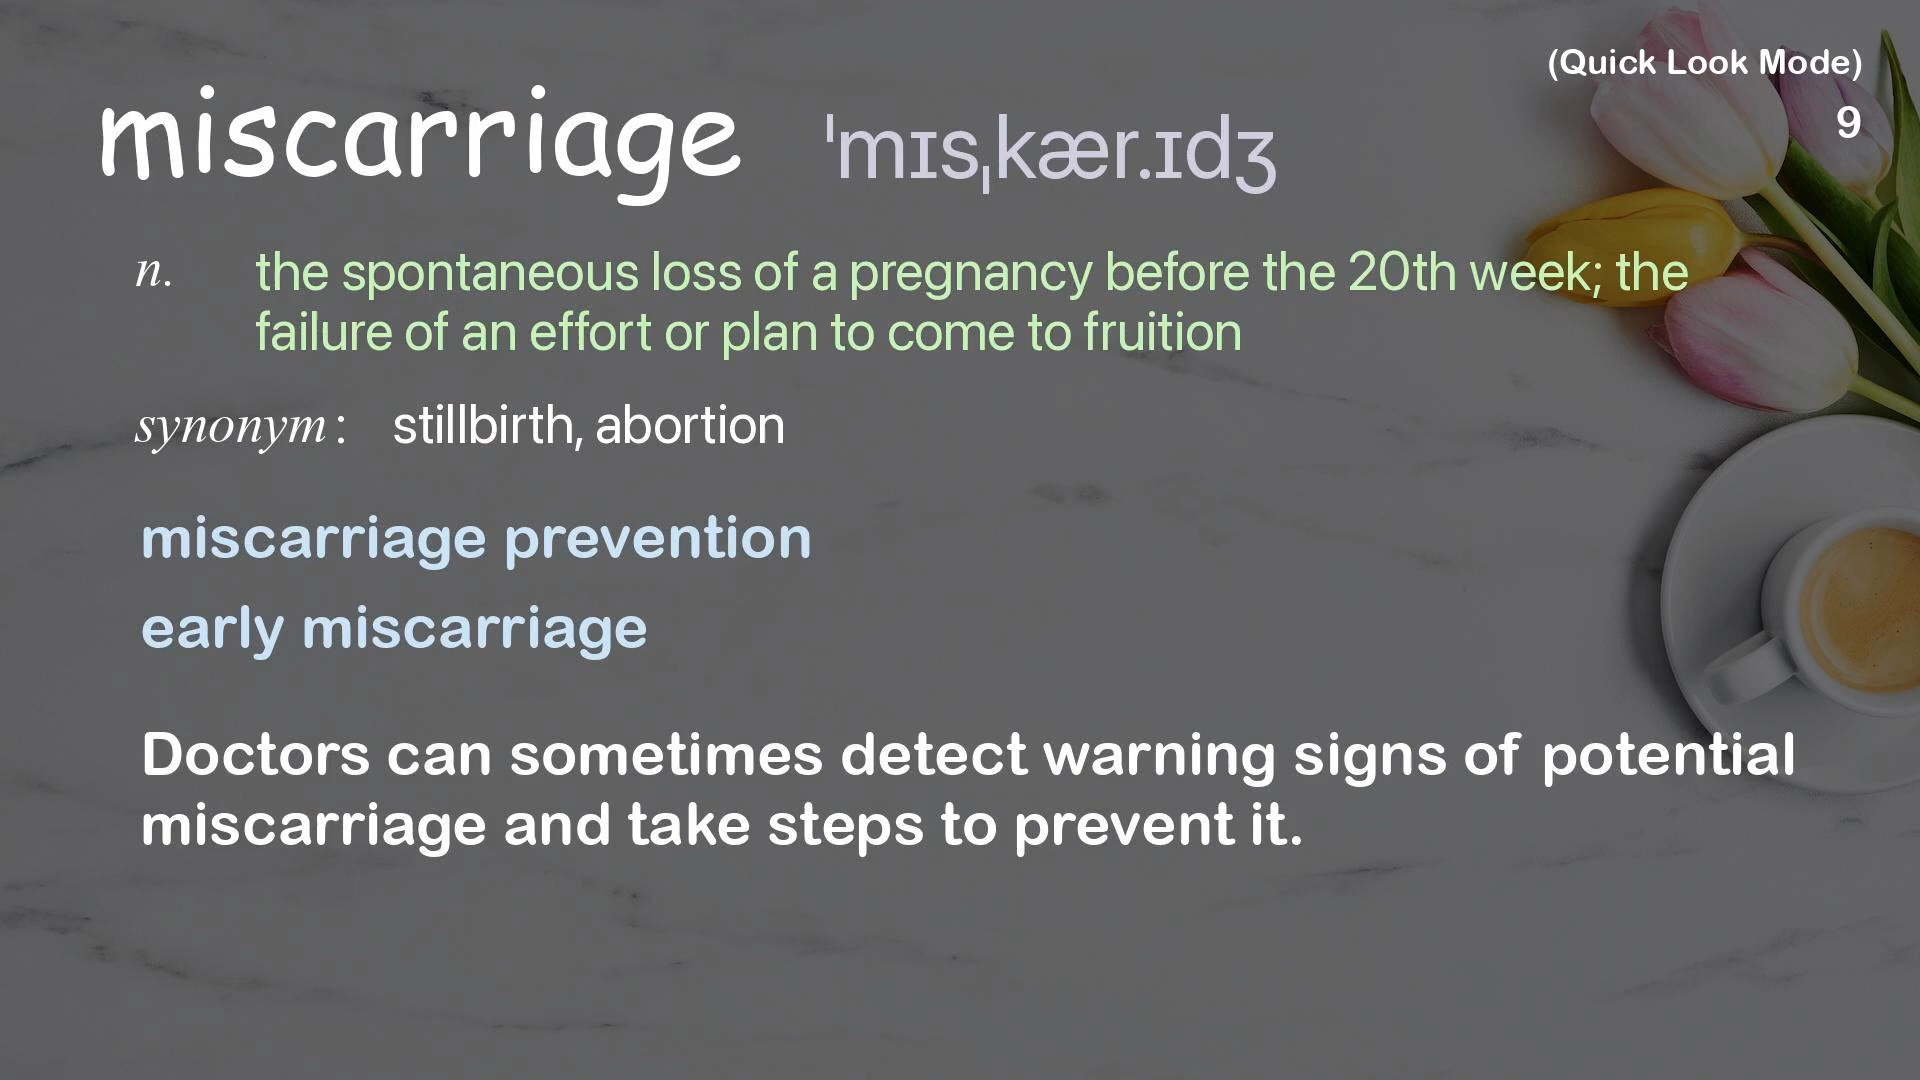 (Quick Look Mode)
9
miscarriage ˈmɪsˌkær.ɪdʒ
n. the spontaneous loss of a pregnancy before the 20th week; the
failure of an effort or plan to come to fruition
synonym: stillbirth, abortion
miscarriage prevention
early miscarriage
Doctors can sometimes detect warning signs of potential
miscarriage and take steps to prevent it.